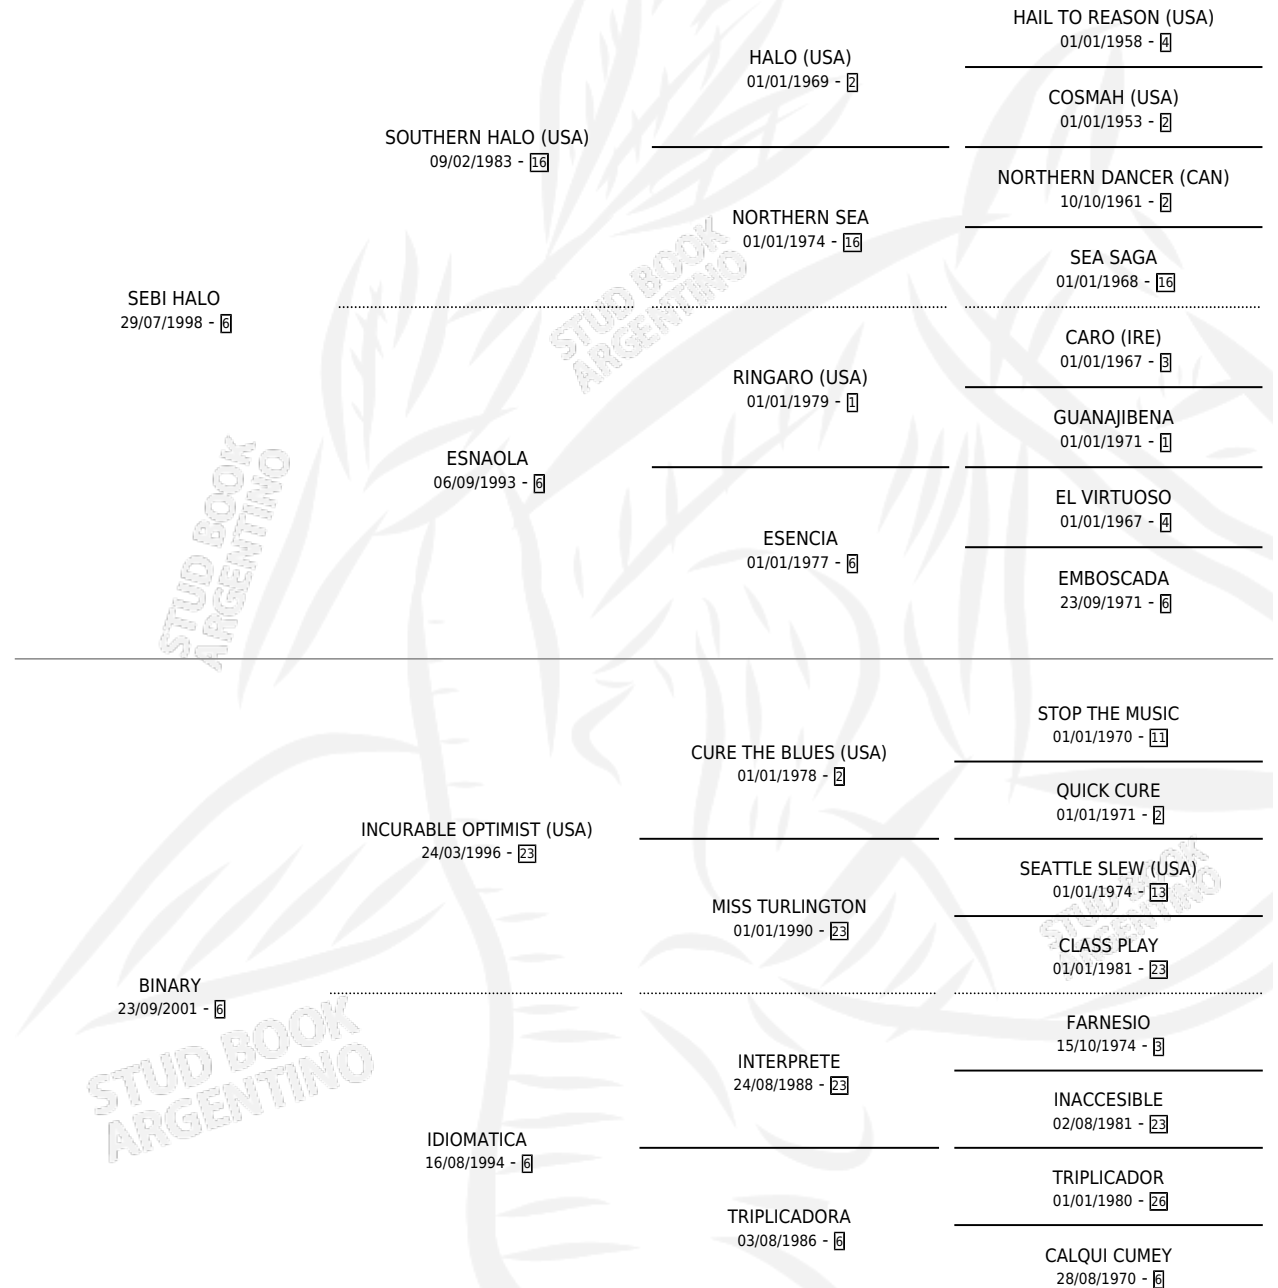 HAIL TO REASON (USA)
01/01/1958 - 4
HALO (USA)
01/01/1969 - 2
COSMAH (USA)
01/01/1953 - 2
SOUTHERN HALO (USA)
09/02/1983 - 16
NORTHERN DANCER (CAN)
10/10/1961 - 2
NORTHERN SEA
01/01/1974 - 16
SEA SAGA
01/01/1968 - 16
SEBI HALO
29/07/1998 - 6
STUD BOOK
ARGENTINO
CARO (IRE)
01/01/1967 - 3
RINGARO (USA)
01/01/1979 - 1
GUANAJIBENA
01/01/1971 - 1
ESNAOLA
06/09/1993 - 6
EL VIRTUOSO
01/01/1967 - 4
ESENCIA
01/01/1977 - 6
EMBOSCADA
23/09/1971 - 6
STUD BOOK
ARGENTINO
STOP THE MUSIC
01/01/1970 - 11
CURE THE BLUES (USA)
01/01/1978 - 2
QUICK CURE
01/01/1971 - 2
INCURABLE OPTIMIST (USA)
24/03/1996 - 23
SEATTLE SLEW (USA)
01/01/1974 - 13
MISS TURLINGTON
01/01/1990 - 23
STUD BOOK
ARGENTINO
CLASS PLAY
01/01/1981 - 23
BINARY
23/09/2001 - 6
STUD BOOK
ARGENTINO
FARNESIO
15/10/1974 - 3
INTERPRETE
24/08/1988 - 23
INACCESIBLE
02/08/1981 - 23
IDIOMATICA
16/08/1994 - 6
TRIPLICADOR
01/01/1980 - 26
TRIPLICADORA
03/08/1986 - 6
CALQUI CUMEY
28/08/1970 - 6